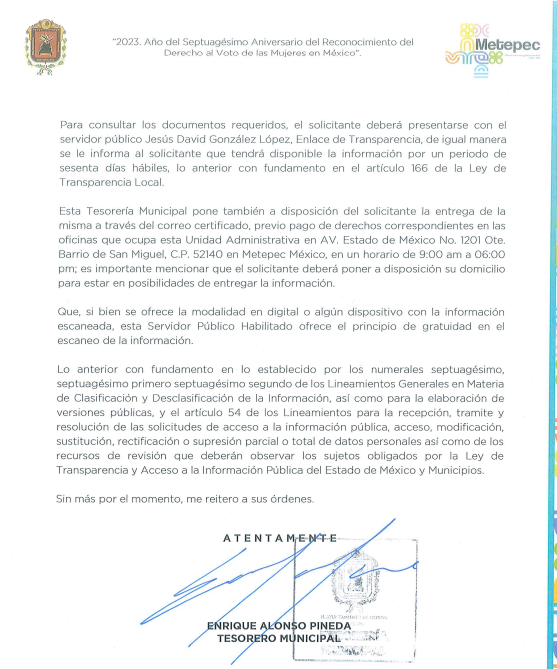 “2023. Año del Septuagésimo Aniversario del Reconocimiento del
Derecho al Voto de las Mujeres en México”.
Metepec
Para consultar los documentos requeridos, el solicitante deberá presentarse con el
servidor público Jesús David González López, Enlace de Transparencia, de igual manera
se le informa al solicitante que tendrá disponible la información por un periodo de
sesenta días hábiles, lo anterior con fundamento en el artículo 166 de la Ley de
Transparencia Local.
Esta Tesorería Municipal pone también a disposición del solicitante la entrega de la
misma a través del correo certificado, previo pago de derechos correspondientes en las
oficinas que ocupa esta Unidad Administrativa en AV. Estado de México No. 1201 Ote.
Barrio de San Miguel, C.P. 52140 en Metepec México, en un horario de 9:00 am a 06:00
pm; es importante mencionar que el solicitante deberá poner a disposición su domicilio
para estar en posibilidades de entregar la información.
Que, si bien se ofrece la modalidad en digital o algún dispositivo con la información
escaneada, esta Servidor Público Habilitado ofrece el principio de gratuidad en el
escaneo de la información.
Lo anterior con fundamento en lo establecido por los numerales septuagésimo,
septuagésimo primero septuagésimo segundo de los Lineamientos Generales en Materia
de Clasificación y Desclasificación de la Información, así como para la elaboración de
versiones públicas, y el artículo 54 de los Lineamientos para la recepción, tramite y
resolución de las solicitudes de acceso a la información pública, acceso, modificación,
sustitución, rectificación o supresión parcial o total de datos personales así como de los
recursos de revisión que deberán observar los sujetos obligados por la Ley de
Transparencia y Acceso a la Información Pública del Estado de México y Municipios.
Sin más por el momento, me reitero a sus órdenes.
A T E N T A M E N T E
ENRIQUE ALONSO PINEDA
TESORERO MUNICIPAL